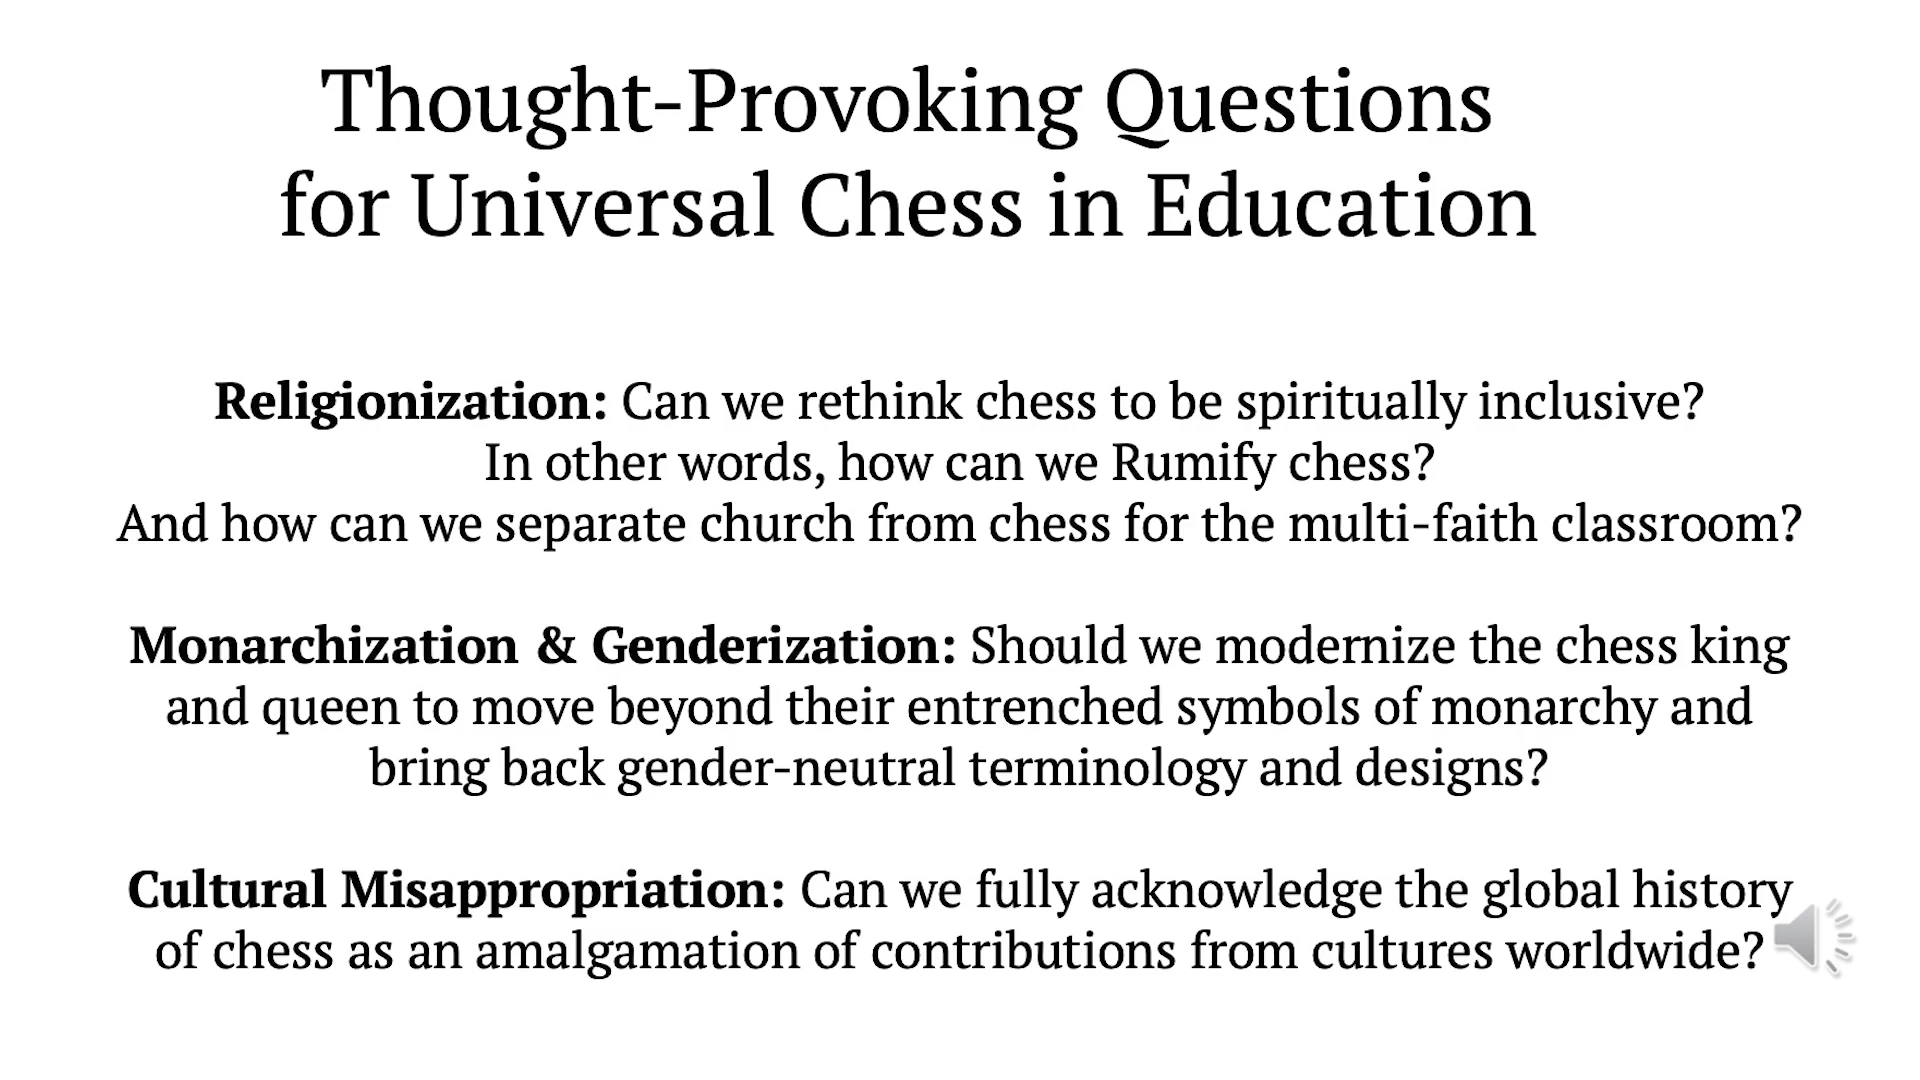 Thought-Provoking Questions
for Universal Chess in Education
Religionization: Can we rethink chess to be spiritually inclusive?
In other words, how can we Rumify chess?
And how can we separate church from chess for the multi-faith classroom?
Monarchization & Genderization: Should we modernize the chess king
and queen to move beyond their entrenched symbols of monarchy and
bring back gender-neutral terminology and designs?
Cultural Misappropriation: Can we fully acknowledge the global history
of chess as an amalgamation of contributions from cultures worldwide?